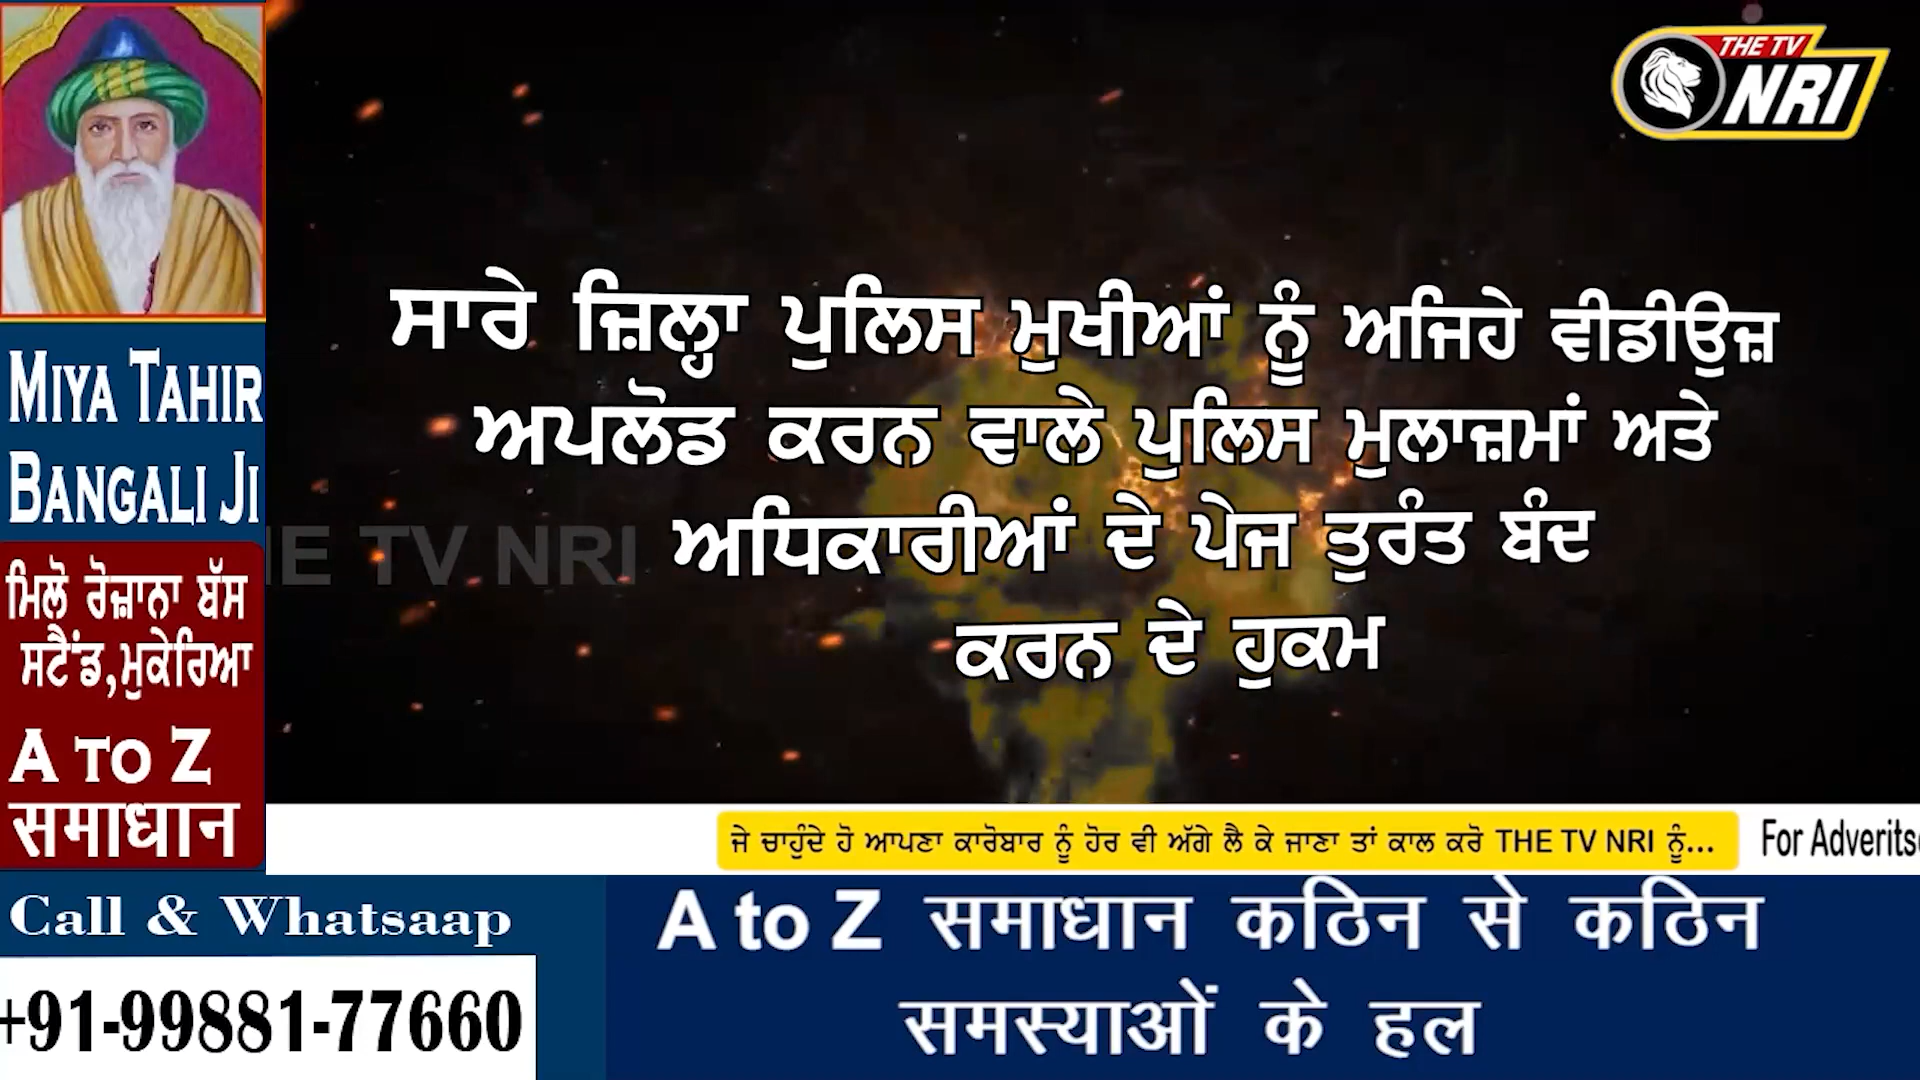 THE TV
NRI
ਸਾਰੇ ਜ਼ਿਲ੍ਹਾ ਪੁਲਿਸ ਮੁਖੀਆਂ ਨੂੰ ਅਜਿਹੇ ਵੀਡੀਉਜ਼
ਅਪਲੋਡ ਕਰਨ ਵਾਲੇ ਪੁਲਿਸ ਮੁਲਾਜ਼ਮਾਂ ਅਤੇ
ਅਧਿਕਾਰੀਆਂ ਦੇ ਪੇਜ ਤੁਰੰਤ ਬੰਦ
ਕਰਨ ਦੇ ਹੁਕਮ
THE TV NRI
MIYA TAHIR
BANGALI JI
ਮਿਲੋ ਰੋਜ਼ਾਨਾ ਬੱਸ
ਸਟੈਂਡ,ਮੁਕੇਰਿਆ
A TO Z
ਸਮਾਧਾਨ
ਜੇ ਚਾਹੁੰਦੇ ਹੋ ਆਪਣਾ ਕਾਰੋਬਾਰ ਨੂੰ ਹੋਰ ਵੀ ਅੱਗੇ ਲੈ ਕੇ ਜਾਣਾ ਤਾਂ ਕਾਲ ਕਰੋ THE TV NRI ਨੂੰ...
For Adverits
Call & Whatsaap
+91-99881-77660
A to Z समाधान कठिन से कठिन
समस्याओं के हल